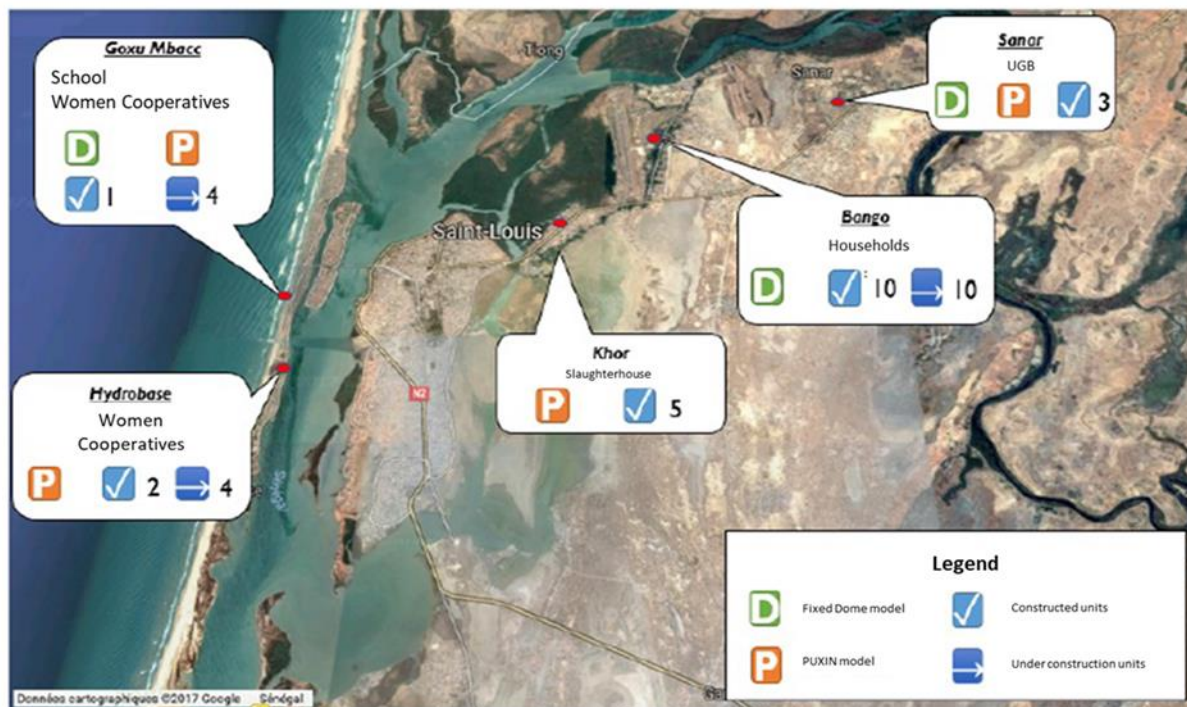 Goxu Mbacc
School
Women Cooperatives
D P
1 4
Tiong
Sanar
Sanar
UGB
D P 3
Bango
Households
D : 10 10
Saint-Louis
Khor
Slaughterhouse
P 5
N2
Hydrobase
Women
Cooperatives
P 2 4
Legend
D Fixed Dome model Constructed units
P PUXIN model Under construction units
Données cartographiques ©2017 Google Sénégal